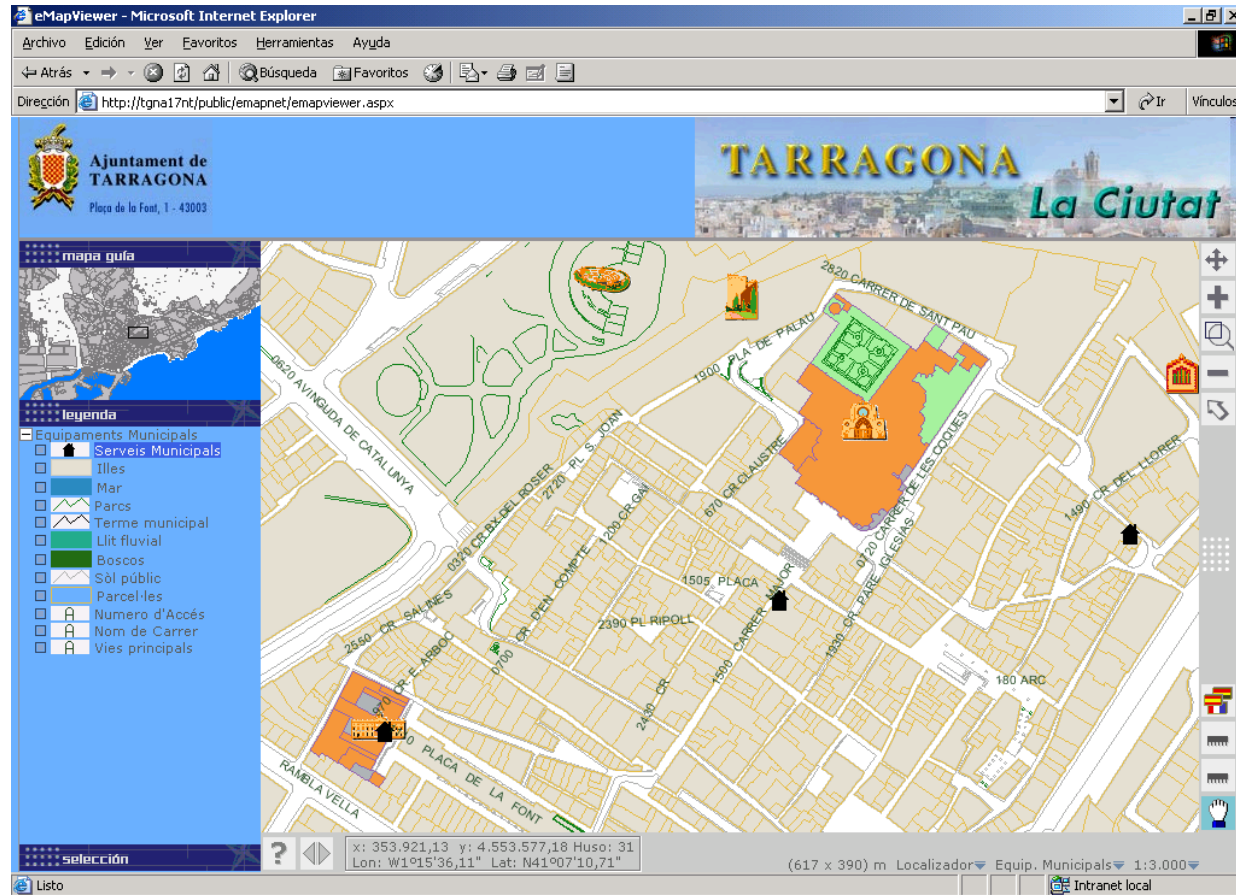 eMapViewer - Microsoft Internet Explorer
Archivo Edición Ver Favoritos Herramientas Ayuda
Atrás Búsqueda Favoritos
Dirección http://tgna17nt/public/emapnet/emapviewer.aspx Ir Vínculos
Ajuntament de
TARRAGONA
Plaça de la Font, 1 - 43003
TARRAGONA
La Ciutat
mapa guía
leyenda
Equipaments Municipals
Serveis Municipals
Illes
Mar
Parcs
Terme municipal
Llit fluvial
Boscos
Sòl públic
Parcel·les
A Numero d'Accés
A Nom de Carrer
A Vies principals
selección
2820 CARRER DE SANT PAU
1900 PLA DE PALAU
0620 AVINGUDA DE CATALUNYA
2720 PL S. JOAN
0320 CR.BX.DEL ROSER
670 CR CLAUSTRE
1200 CR.GAI
0720 CARRER DE LES COQUES
1490 CR. DEL LLORER
1505 PLACA
2390 PL RIPOLL
1500 CARRER MAJOR
1930 CR. PARE IGLESIAS
2550 CR. SALINES
0700 CR. D'EN COMPTE
970 CR. E. ARBOC
2430 CR
180 ARC
PLACA DE LA FONT
RAMBLA VELLA
? x: 353.921,13 y: 4.553.577,18 Huso: 31
Lon: W1º15'36,11" Lat: N41º07'10,71"
(617 x 390) m Localizador Equip. Municipals 1:3.000
Listo Intranet local